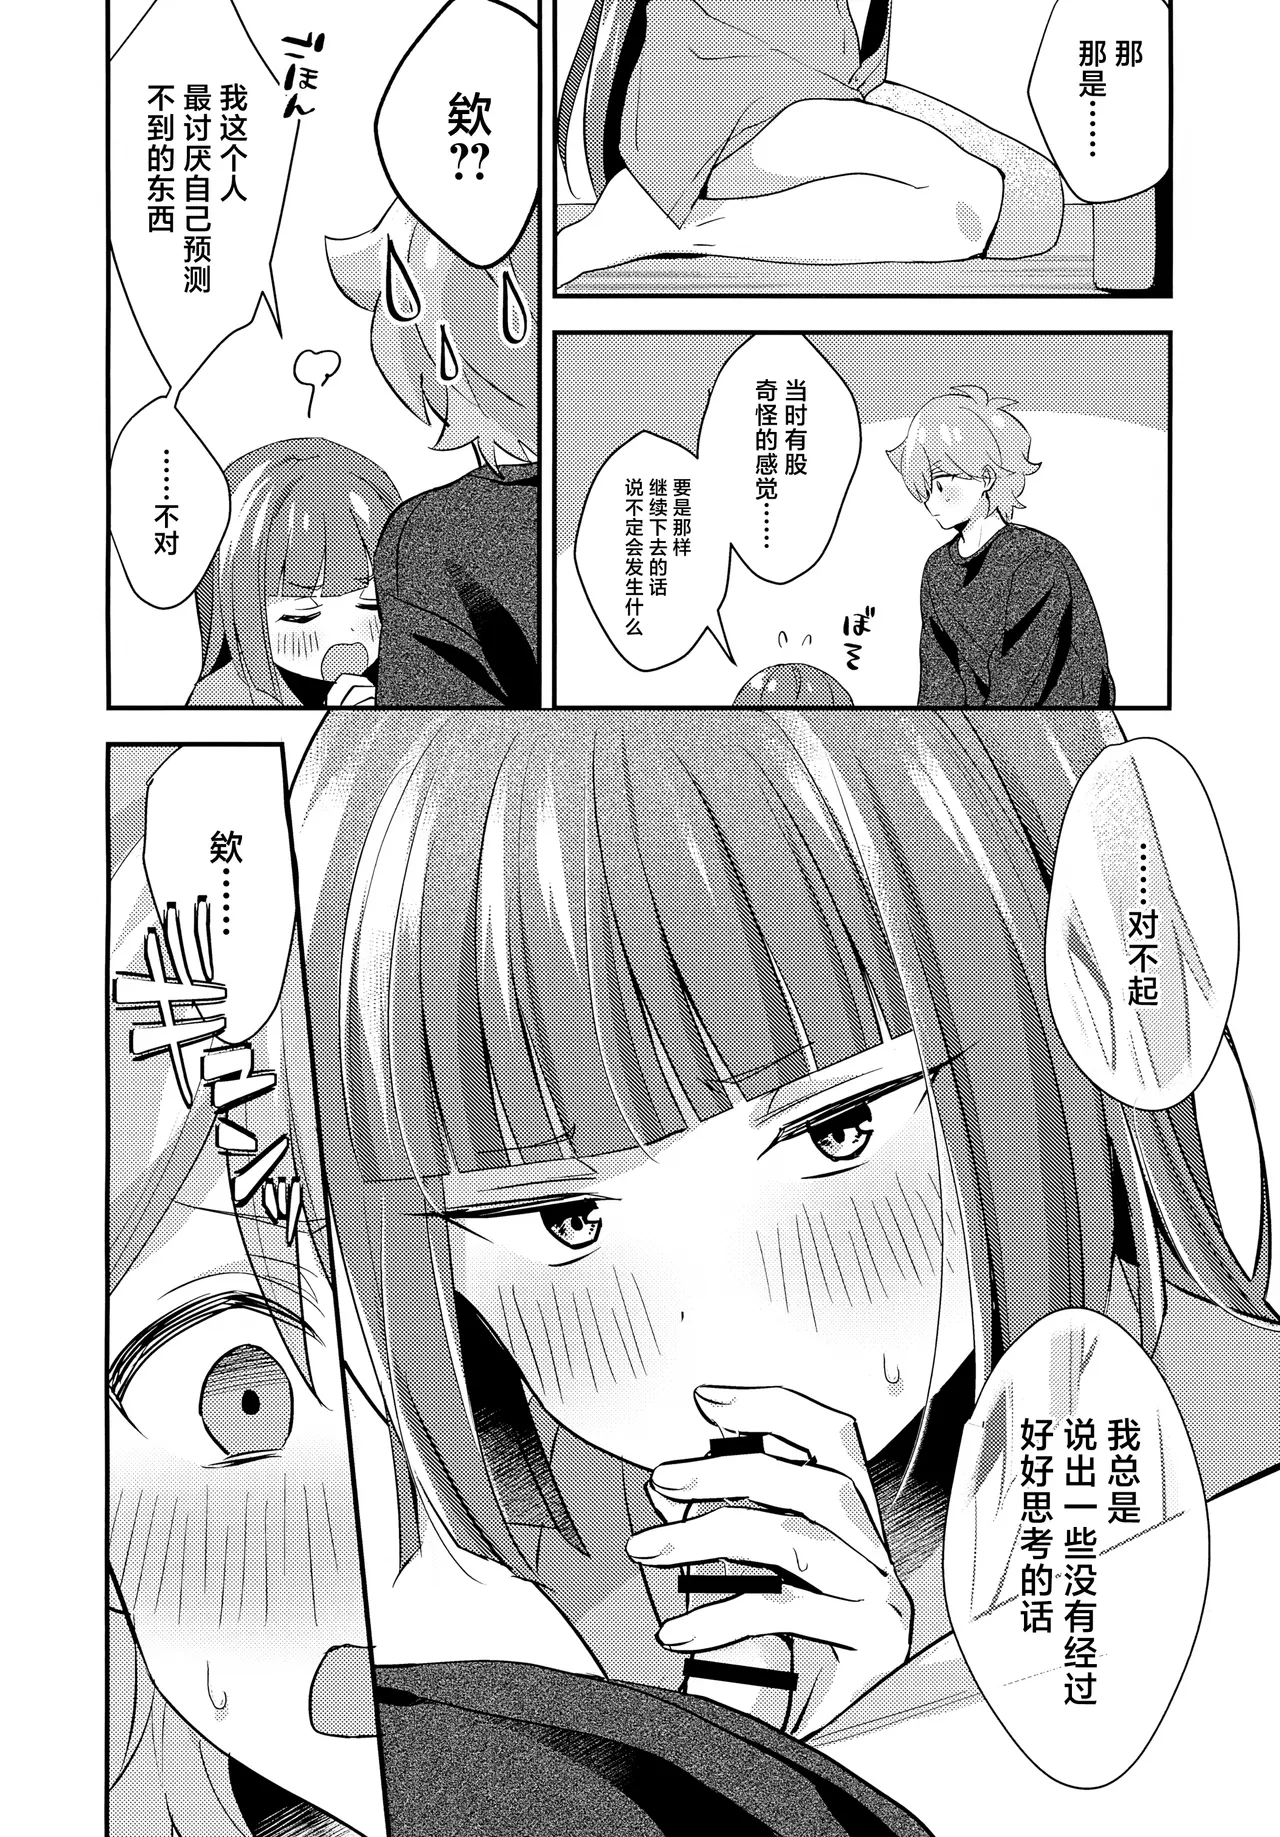 那
那是……
当时有股
奇怪的感觉……
要是那样
继续下去的话
说不定会发生什么
ぼそ
欸??
我这个人
最讨厌自己预测
不到的东西
ごほん
……不对
……对不起
我总是
说出一些没有经过
好好思考的话
欸……